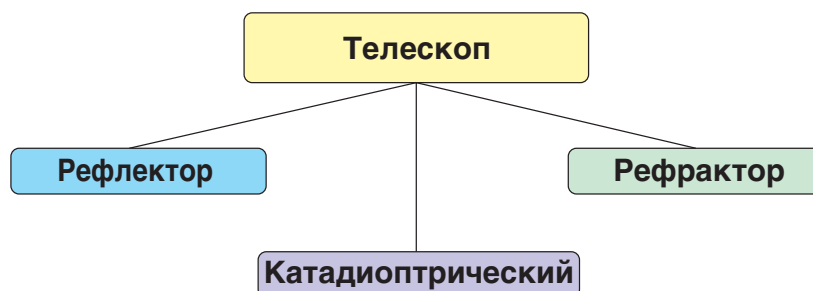 Телескоп
Рефлектор
Рефрактор
Катадиоптрический